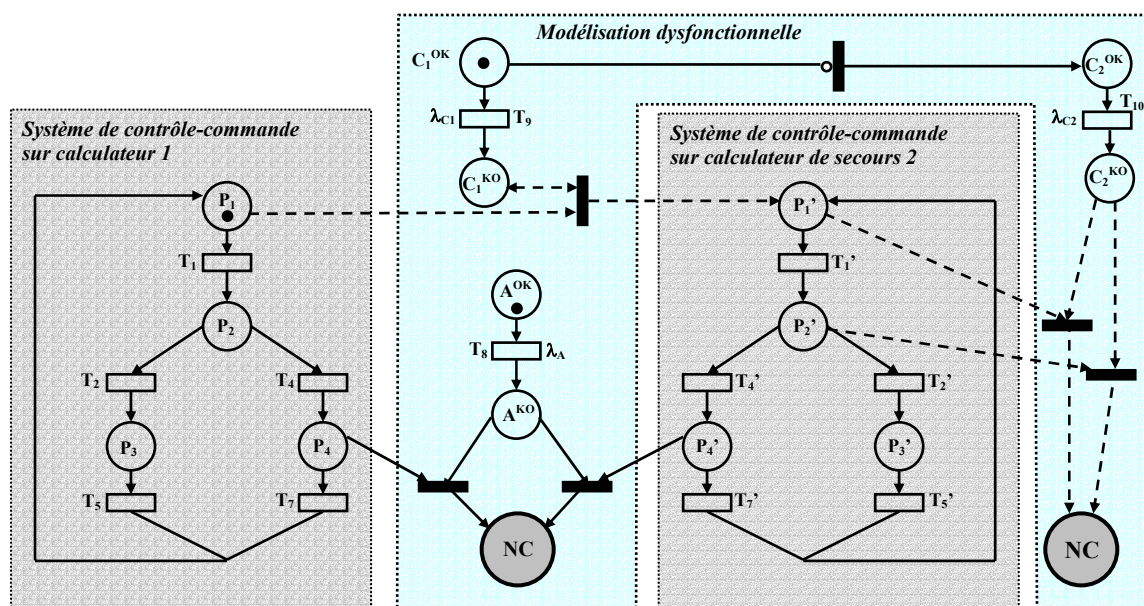 Modélisation dysfonctionnelle
C₁ᴼᴷ
C₂ᴼᴷ
λC1
T₉
λC2
T₁₀
Système de contrôle-commande
sur calculateur 1
Système de contrôle-commande
sur calculateur de secours 2
C₁ᴷᴼ
C₂ᴷᴼ
P₁
P₁’
T₁
T₁’
Aᴼᴷ
P₂
P₂’
T₈
λA
T₂
T₄
T₄’
T₂’
Aᴷᴼ
P₃
P₄
P₄’
P₃’
T₅
T₇
T₇’
T₅’
NC
NC